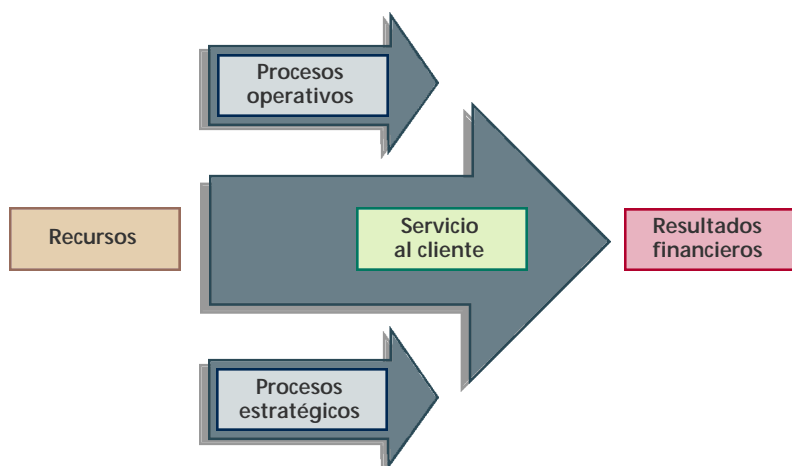 Procesos
operativos
Recursos
Servicio
al cliente
Resultados
financieros
Procesos
estratégicos